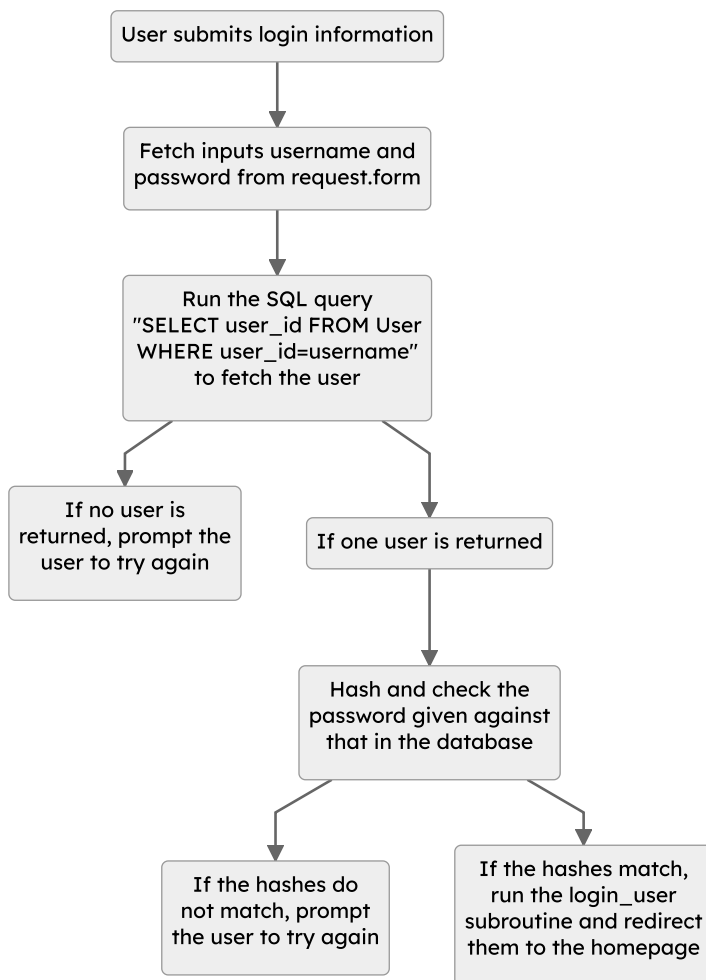 User submits login information
Fetch inputs username and
password from request.form
Run the SQL query
"SELECT user_id FROM User
WHERE user_id=username"
to fetch the user
If no user is
returned, prompt the
user to try again
If one user is returned
Hash and check the
password given against
that in the database
If the hashes do
not match, prompt
the user to try again
If the hashes match,
run the login_user
subroutine and redirect
them to the homepage